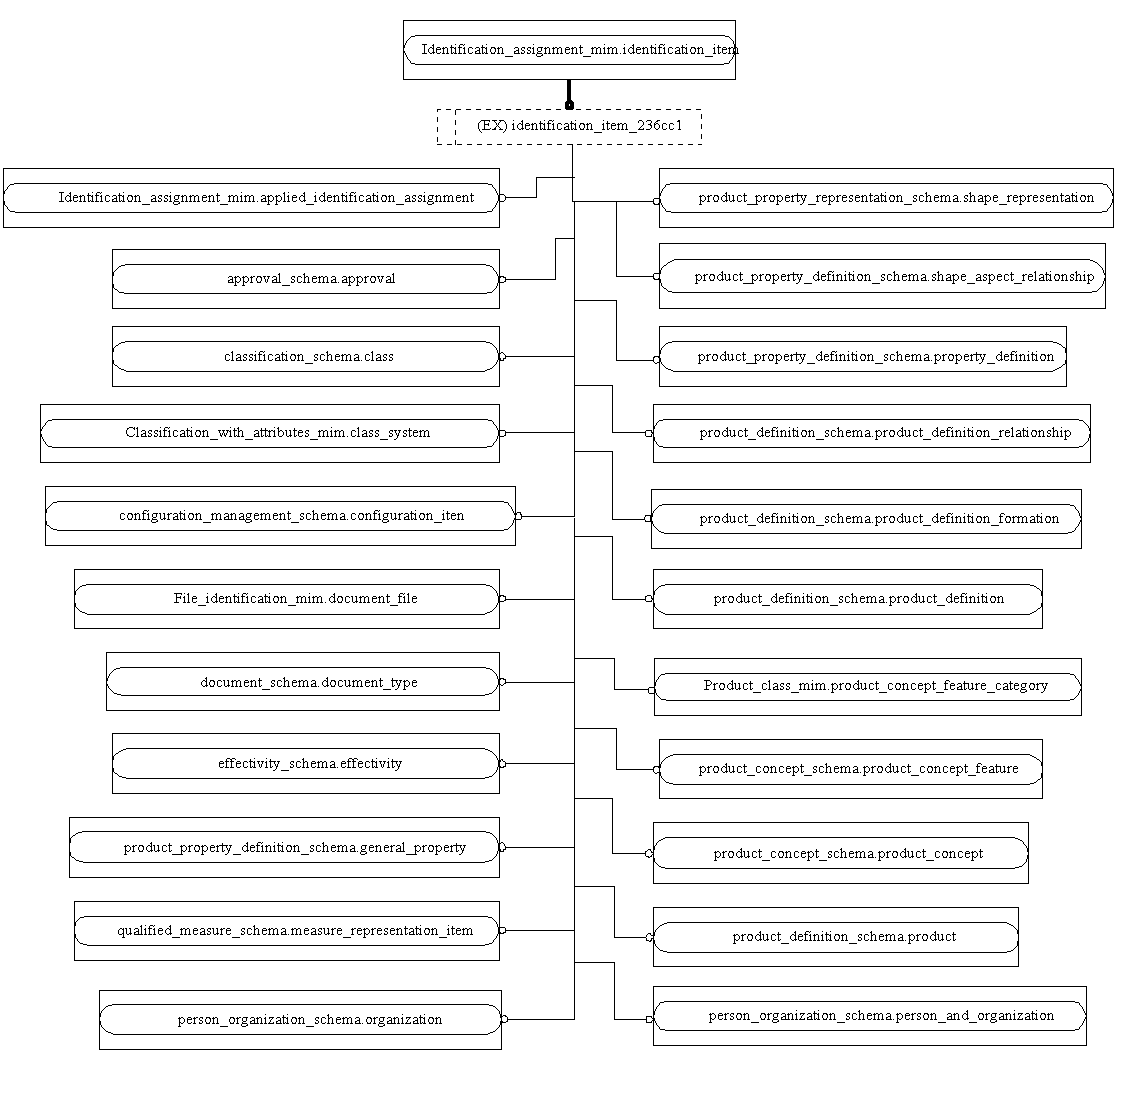 Identification_assignment_mim.identification_item
(EX) identification_item_236cc1
Identification_assignment_mim.applied_identification_assignment
product_property_representation_schema.shape_representation
approval_schema.approval
product_property_definition_schema.shape_aspect_relationship
classification_schema.class
product_property_definition_schema.property_definition
Classification_with_attributes_mim.class_system
product_definition_schema.product_definition_relationship
configuration_management_schema.configuration_iten
product_definition_schema.product_definition_formation
File_identification_mim.document_file
product_definition_schema.product_definition
document_schema.document_type
Product_class_mim.product_concept_feature_category
effectivity_schema.effectivity
product_concept_schema.product_concept_feature
product_property_definition_schema.general_property
product_concept_schema.product_concept
qualified_measure_schema.measure_representation_item
product_definition_schema.product
person_organization_schema.organization
person_organization_schema.person_and_organization